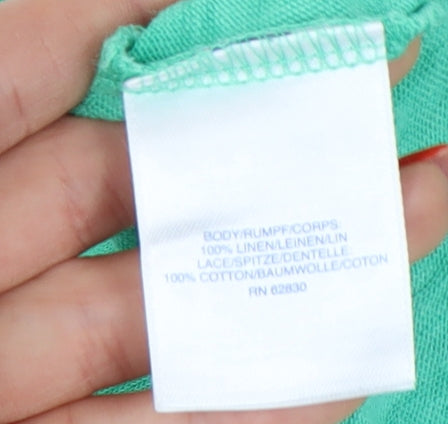 BODY/RUMPF/CORPS:
100% LINEN/LEINEN/LIN
LACE/SPITZE/DENTELLE:
100% COTTON/BAUMWOLLE/COTON
RN 62830